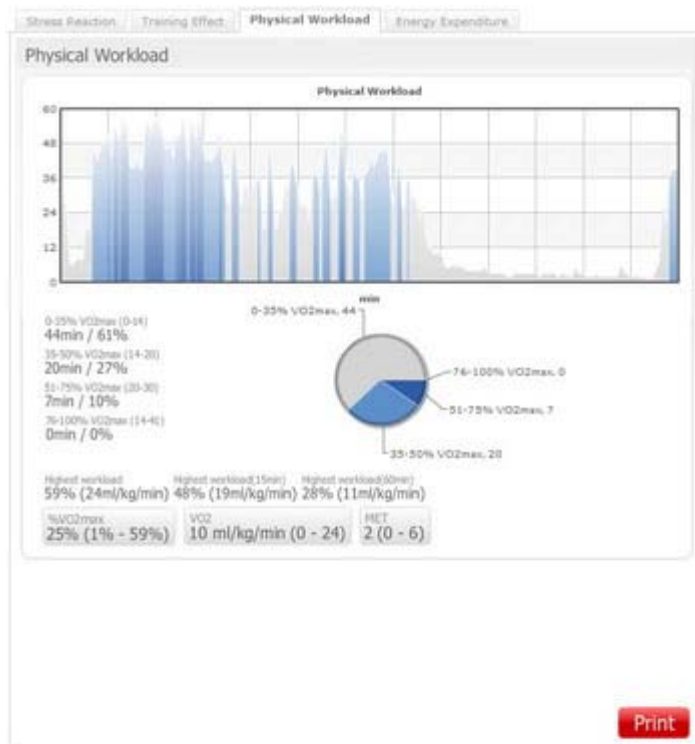 Stress Reaction Training Effect Physical Workload Energy Expenditure
Physical Workload
Physical Workload
60
48
36
24
12
0
min
0-35% VO2max, 44
76-100% VO2max, 0
51-75% VO2max, 7
35-50% VO2max, 20
0-35% VO2max (0-14)
44min / 61%
35-50% VO2max (14-20)
20min / 27%
51-75% VO2max (20-30)
7min / 10%
76-100% VO2max (14-41)
0min / 0%
Highest workload Highest workload(15min) Highest workload(60min)
59% (24ml/kg/min) 48% (19ml/kg/min) 28% (11ml/kg/min)
%VO2max VO2 MET
25% (1% - 59%) 10 ml/kg/min (0 - 24) 2 (0 - 6)
Print